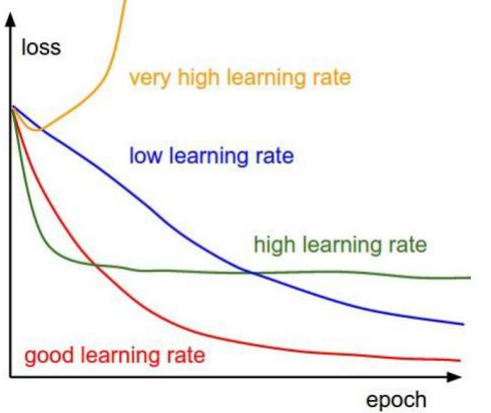 loss
very high learning rate
low learning rate
high learning rate
good learning rate
epoch